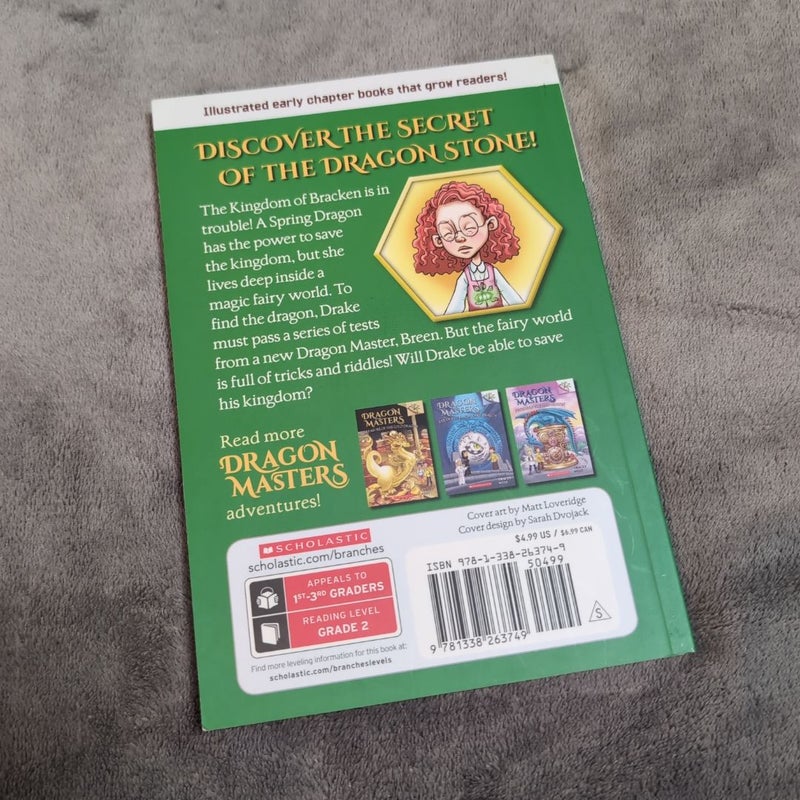 Illustrated early chapter books that grow readers!
DISCOVER THE SECRET
OF THE DRAGON STONE!
The Kingdom of Bracken is in
trouble! A Spring Dragon
has the power to save
the kingdom, but she
lives deep inside a
magic fairy world. To
find the dragon, Drake
must pass a series of tests
from a new Dragon Master, Breen. But the fairy world
is full of tricks and riddles! Will Drake be able to save
his kingdom?
Read more
DRAGON
MASTERS
adventures!
DRAGON
MASTERS
DRAGON
MASTERS
DRAGON
MASTERS
Cover art by Matt Loveridge
Cover design by Sarah Dvojack
$4.99 US / $6.99 CAN
SCHOLASTIC
scholastic.com/branches
APPEALS TO
1ST-3RD GRADERS
READING LEVEL
GRADE 2
Find more leveling information for this book at:
scholastic.com/brancheslevels
ISBN 978-1-338-26374-9
50499
9 781338 263749
S